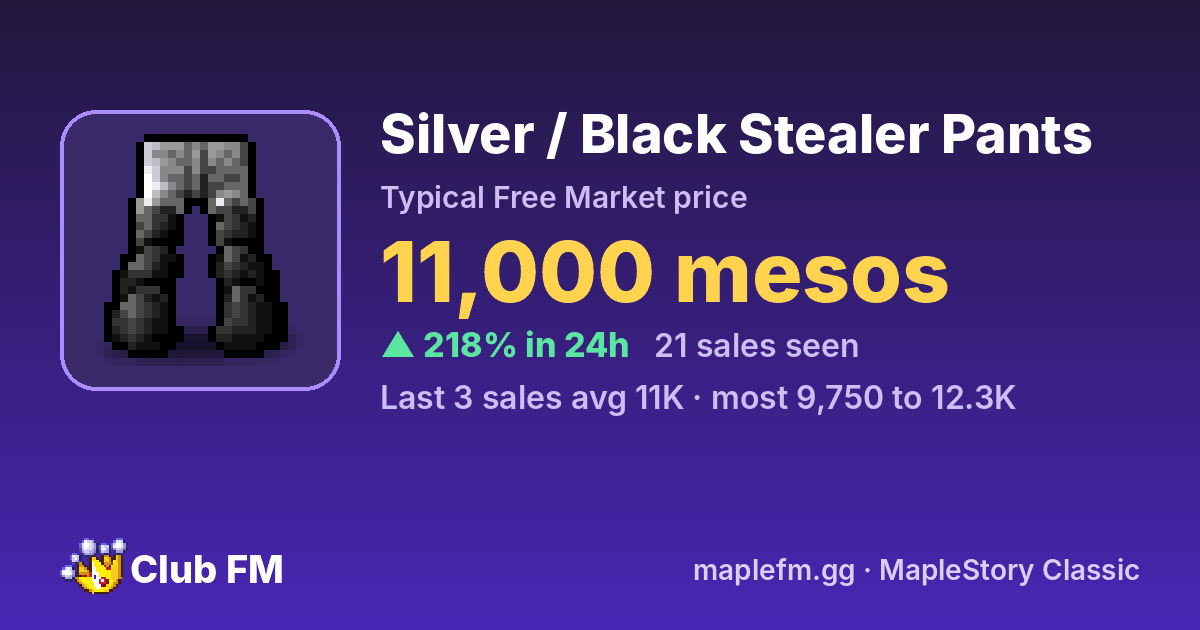 Silver / Black Stealer Pants
Typical Free Market price
11,000 mesos
▲ 218% in 24h 21 sales seen
Last 3 sales avg 11K · most 9,750 to 12.3K
Club FM
maplefm.gg · MapleStory Classic